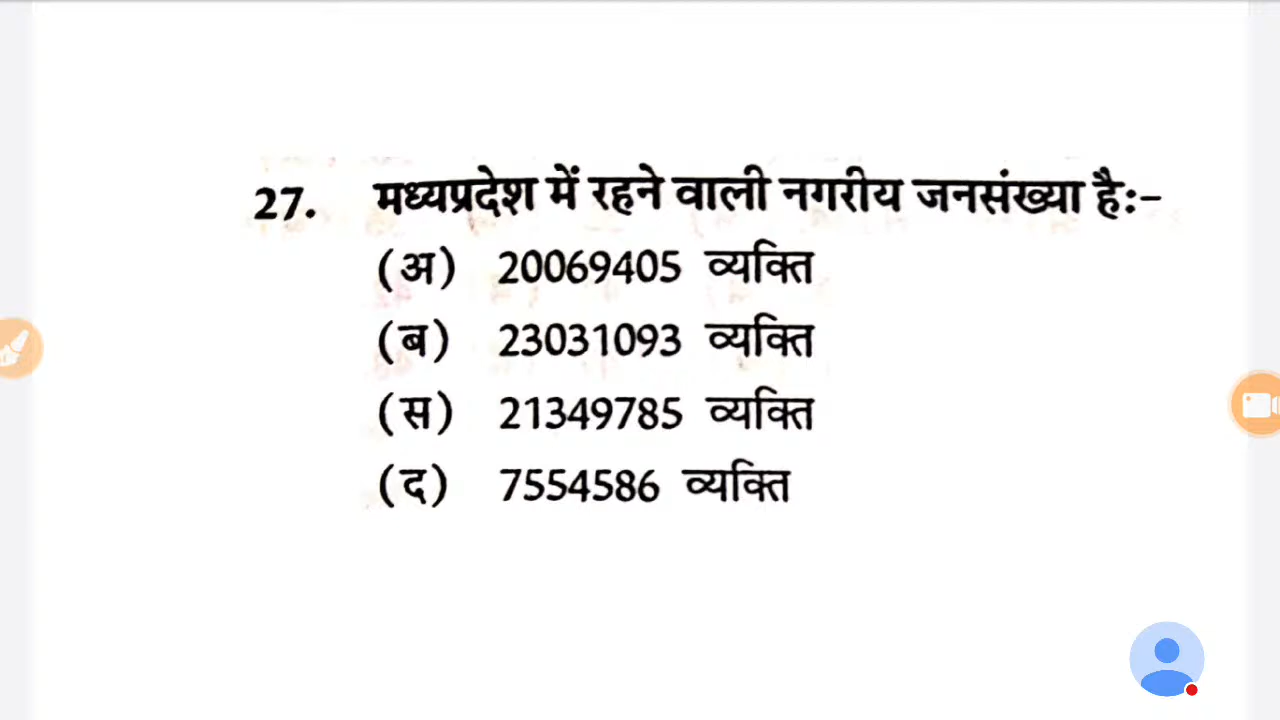 27. मध्यप्रदेश में रहने वाली नगरीय जनसंख्या है:-
(अ) 20069405 व्यक्ति
(ब) 23031093 व्यक्ति
(स) 21349785 व्यक्ति
(द) 7554586 व्यक्ति